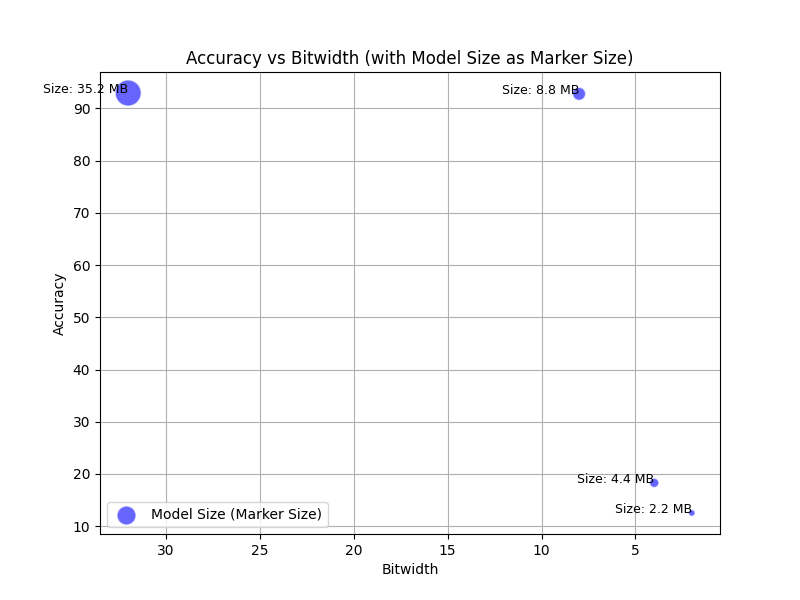 Accuracy vs Bitwidth (with Model Size as Marker Size)
Size: 35.2 MB
Size: 8.8 MB
90
80
70
60
50
40
30
20
10
Accuracy
Size: 4.4 MB
Size: 2.2 MB
Model Size (Marker Size)
30 25 20 15 10 5
Bitwidth